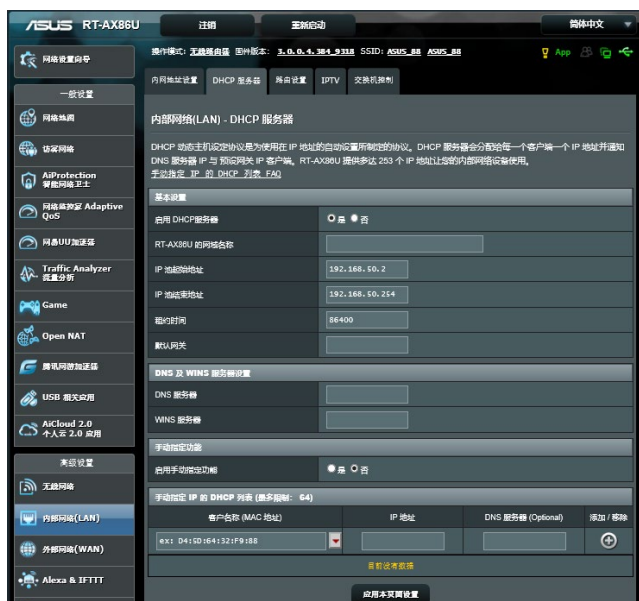 ASUS RT-AX86U
注销
重新启动
简体中文
操作模式: 无线路由器 固件版本: 3.0.0.4.384_9318 SSID: ASUS_88 ASUS_88
App
网络设置向导
内网地址设置 DHCP 服务器 路由设置 IPTV 交换机控制
一般设置
网络地图
访客网络
AiProtection
智能网络卫士
网络监控家 Adaptive
QoS
网易UU加速器
Traffic Analyzer
流量分析
Game
Open NAT
腾讯网游加速器
USB 相关应用
AiCloud 2.0
个人云 2.0 应用
高级设置
无线网络
内部网络(LAN)
外部网络(WAN)
Alexa & IFTTT
内部网络(LAN) - DHCP 服务器
DHCP 动态主机设定协议是为使用在 IP 地址的自动设置所制定的协议。DHCP 服务器会分配给每一个客户端一个 IP 地址并通知
DNS 服务器 IP 与 预设网关 IP 客户端。RT-AX86U 提供多达 253 个 IP 地址让您的内部网络设备使用。
手动指定 IP 的 DHCP 列表 FAQ
基本设置
启用 DHCP服务器 是 否
RT-AX86U 的网域名称
IP 池起始地址 192.168.50.2
IP 池结束地址 192.168.50.254
租约时间 86400
默认网关
DNS 及 WINS 服务器设置
DNS 服务器
WINS 服务器
手动指定功能
启用手动指定功能 是 否
手动指定 IP 的 DHCP 列表 (最多限制: 64)
客户名称 (MAC 地址) IP 地址 DNS 服务器 (Optional) 添加 / 移除
ex: D4:5D:64:32:F9:88
目前没有数据
应用本页面设置